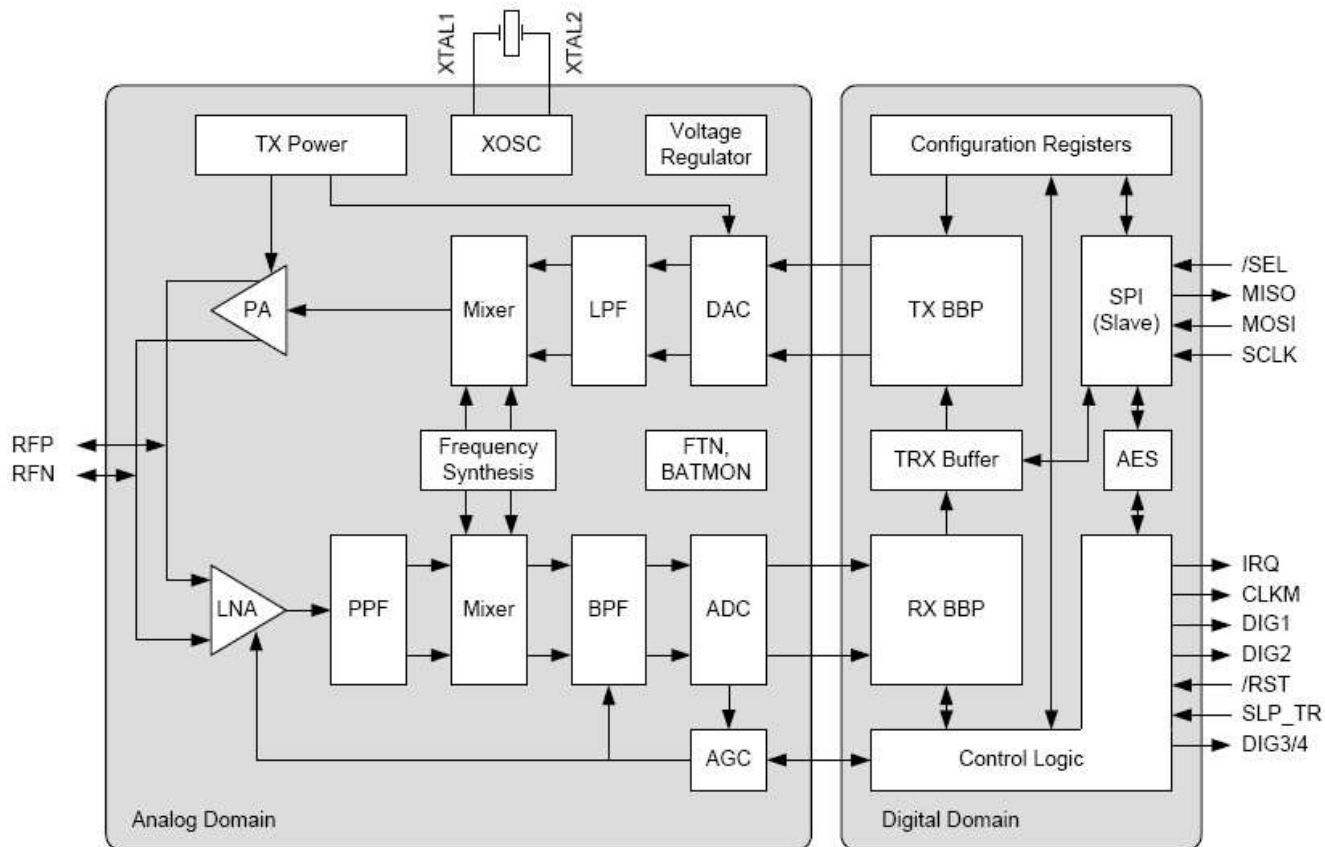 XTAL1
XTAL2
TX Power
XOSC
Voltage
Regulator
Configuration Registers
PA
Mixer
LPF
DAC
TX BBP
SPI
(Slave)
/SEL
MISO
MOSI
SCLK
RFP
RFN
Frequency
Synthesis
FTN,
BATMON
TRX Buffer
AES
LNA
PPF
Mixer
BPF
ADC
RX BBP
IRQ
CLKM
DIG1
DIG2
/RST
SLP_TR
DIG3/4
AGC
Control Logic
Analog Domain
Digital Domain